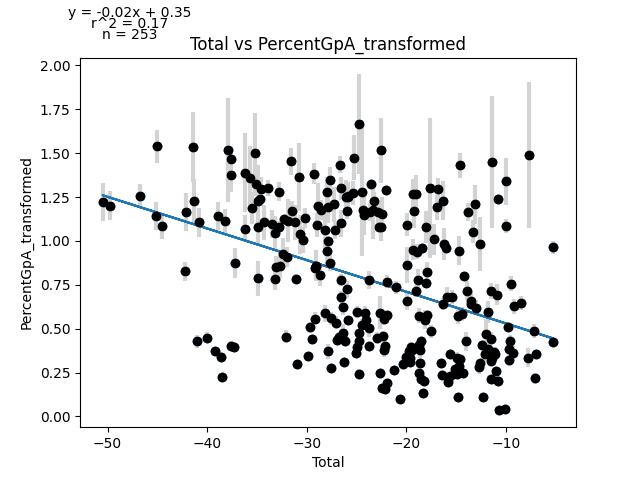 y = -0.02x + 0.35
r^2 = 0.17
n = 253
Total vs PercentGpA_transformed
2.00
1.75
1.50
1.25
1.00
0.75
0.50
0.25
0.00
PercentGpA_transformed
−50
−40
−30
−20
−10
Total